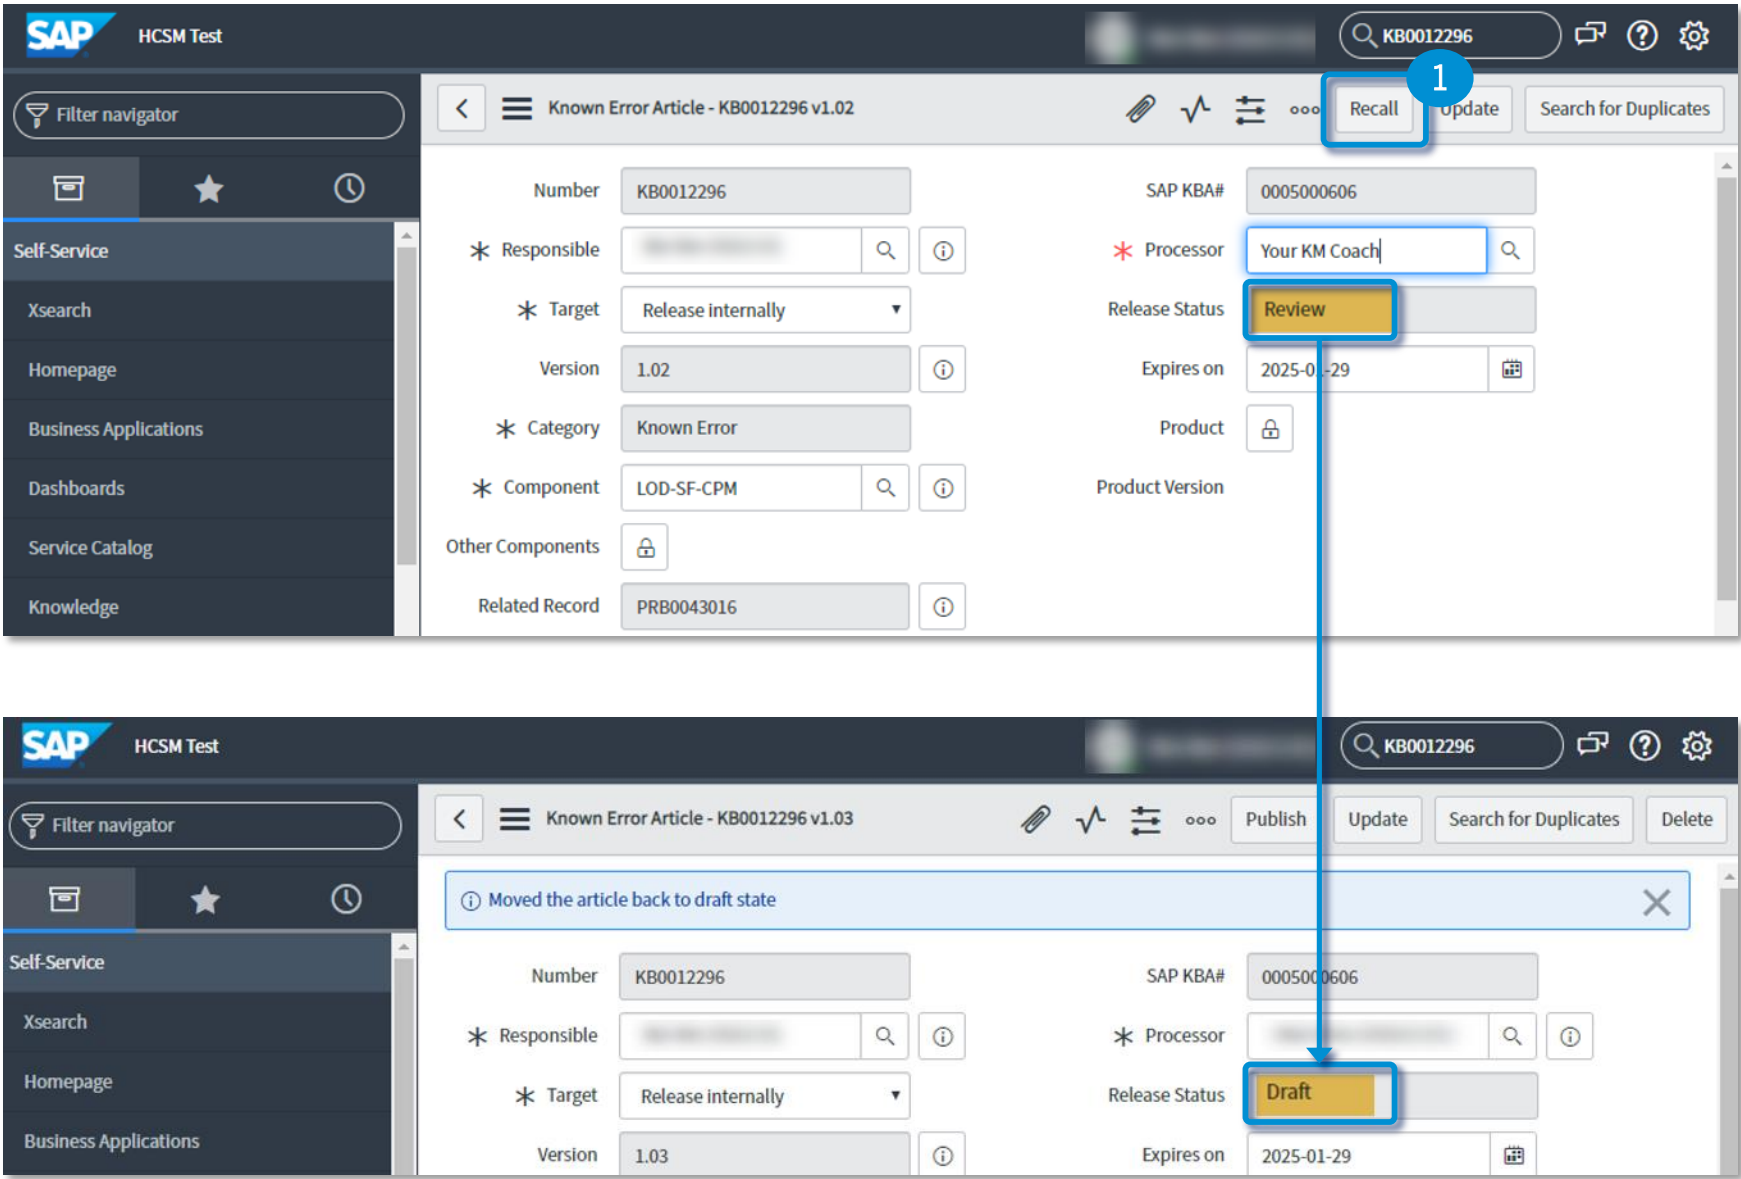 SAP HCSM Test KB0012296
1
Filter navigator
Known Error Article - KB0012296 v1.02
Recall Update Search for Duplicates
Number KB0012296 SAP KBA# 0005000606
Self-Service
* Responsible * Processor Your KM Coach
Xsearch
* Target Release internally Release Status Review
Homepage
Version 1.02 Expires on 2025-01-29
Business Applications
* Category Known Error Product
Dashboards
* Component LOD-SF-CPM Product Version
Service Catalog
Other Components
Knowledge
Related Record PRB0043016
SAP HCSM Test KB0012296
Filter navigator
Known Error Article - KB0012296 v1.03
Publish Update Search for Duplicates Delete
Moved the article back to draft state
Self-Service
Number KB0012296 SAP KBA# 0005000606
Xsearch
* Responsible * Processor
Homepage
* Target Release internally Release Status Draft
Business Applications
Version 1.03 Expires on 2025-01-29